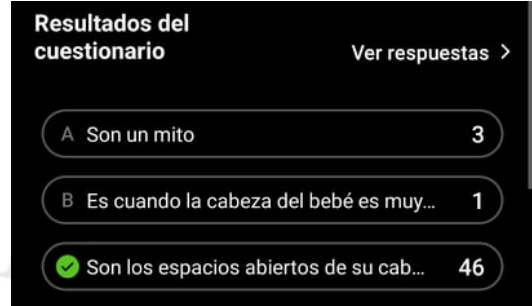 Resultados del
cuestionario
Ver respuestas >
A Son un mito 3
B Es cuando la cabeza del bebé es muy... 1
Son los espacios abiertos de su cab... 46